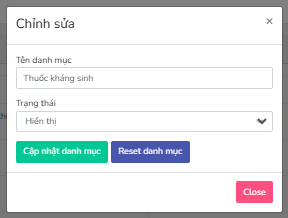 Chỉnh sửa ×
Tên danh mục
Thuốc kháng sinh
Trạng thái
Hiển thị
Cập nhật danh mục Reset danh mục
Close